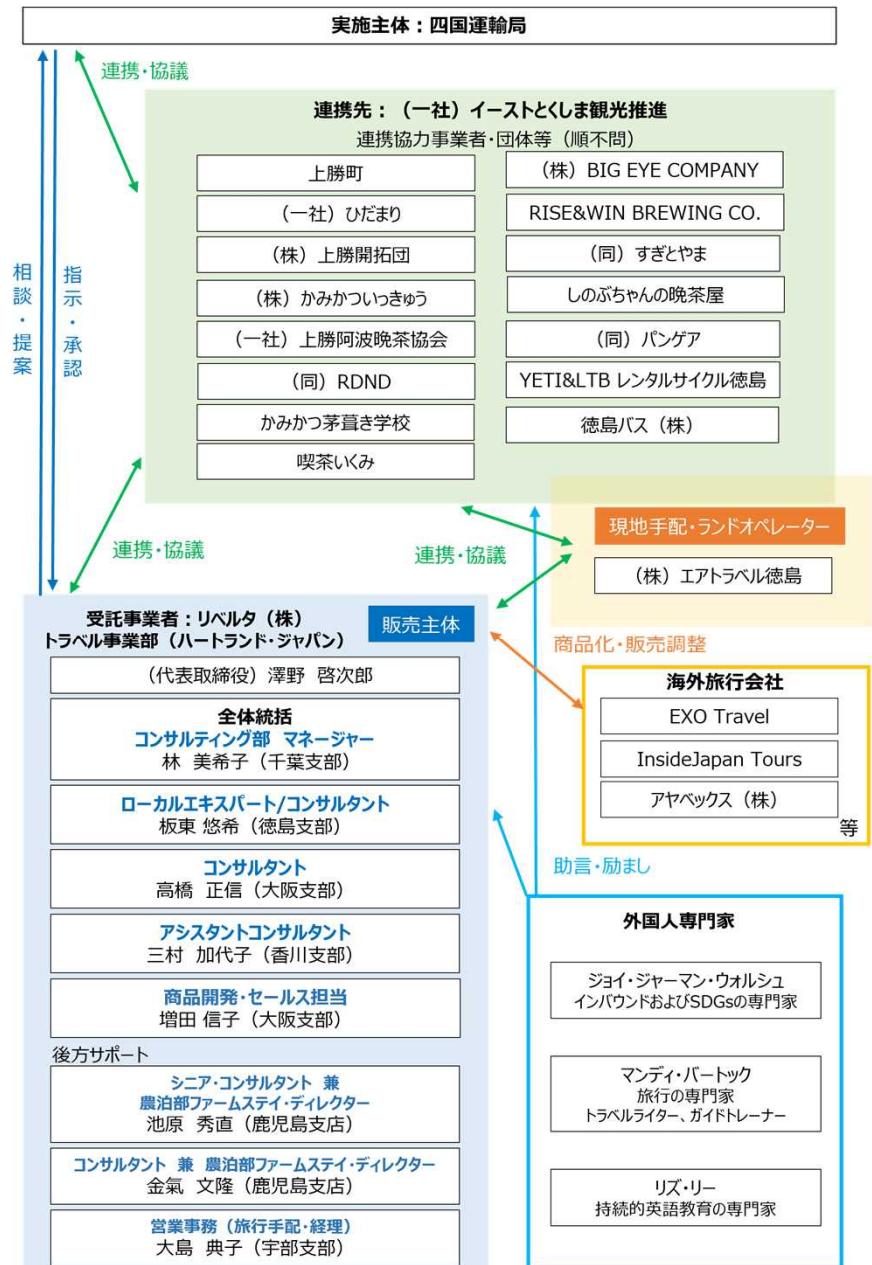 実施主体：四国運輸局
連携・協議
連携先：（一社）イーストとくしま観光推進
連携協力事業者・団体等（順不問）
上勝町
（一社）ひだまり
（株）上勝開拓団
（株）かみかついっきゅう
（一社）上勝阿波晩茶協会
（同）RDND
かみかつ茅葺き学校
喫茶いくみ
（株）BIG EYE COMPANY
RISE&WIN BREWING CO.
（同）すぎとやま
しのぶちゃんの晩茶屋
（同）パンゲア
YETI&LTB レンタルサイクル徳島
徳島バス（株）
相談・提案
指示・承認
連携・協議
連携・協議
現地手配・ランドオペレーター
（株）エアトラベル徳島
受託事業者：リベルタ（株）
トラベル事業部（ハートランド・ジャパン）
販売主体
（代表取締役）澤野 啓次郎
全体統括
コンサルティング部 マネージャー
林 美希子（千葉支部）
ローカルエキスパート/コンサルタント
板東 悠希（徳島支部）
コンサルタント
高橋 正信（大阪支部）
アシスタントコンサルタント
三村 加代子（香川支部）
商品開発・セールス担当
増田 信子（大阪支部）
後方サポート
シニア・コンサルタント 兼
農泊部ファームステイ・ディレクター
池原 秀直（鹿児島支店）
コンサルタント 兼 農泊部ファームステイ・ディレクター
金氣 文隆（鹿児島支店）
営業事務（旅行手配・経理）
大島 典子（宇部支部）
商品化・販売調整
海外旅行会社
EXO Travel
InsideJapan Tours
アヤベックス（株）
等
助言・励まし
外国人専門家
ジョイ・ジャーマン・ウォルシュ
インバウンドおよびSDGsの専門家
マンディ・バートック
旅行の専門家
トラベルライター、ガイドトレーナー
リズ・リー
持続的英語教育の専門家